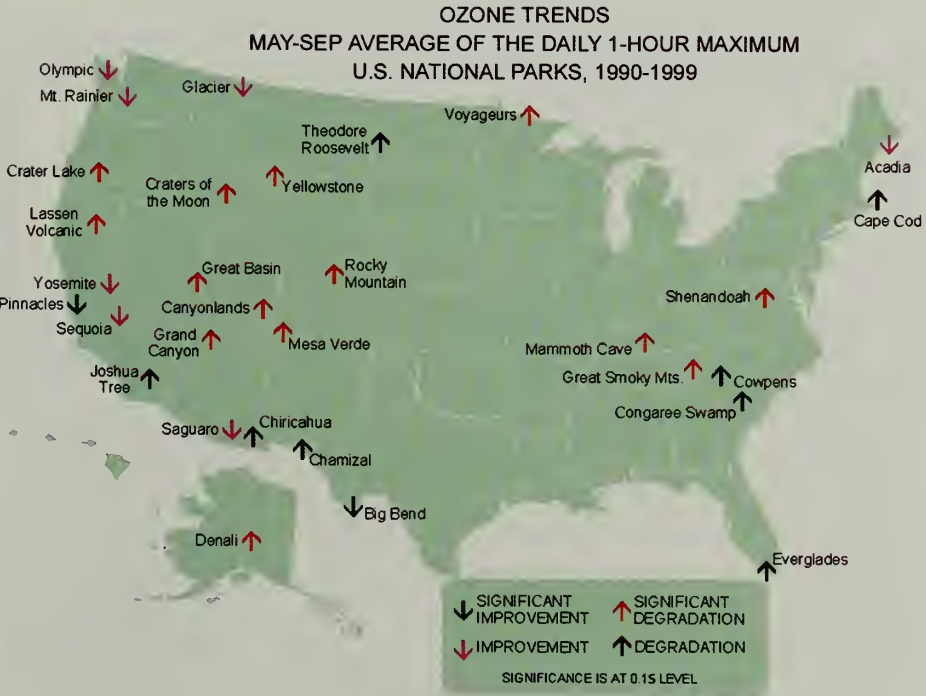 OZONE TRENDS
MAY-SEP AVERAGE OF THE DAILY 1-HOUR MAXIMUM
U.S. NATIONAL PARKS, 1990-1999
Olympic
Mt. Rainier
Glacier
Voyageurs
Theodore
Roosevelt
Acadia
Crater Lake
Craters of
the Moon
Yellowstone
Cape Cod
Lassen
Volcanic
Yosemite
Great Basin
Rocky
Mountain
Pinnacles
Canyonlands
Shenandoah
Sequoia
Grand
Canyon
Mesa Verde
Mammoth Cave
Joshua
Tree
Great Smoky Mts.
Cowpens
Congaree Swamp
Saguaro
Chiricahua
Chamizal
Big Bend
Denali
Everglades
SIGNIFICANT
IMPROVEMENT
SIGNIFICANT
DEGRADATION
IMPROVEMENT
DEGRADATION
SIGNIFICANCE IS AT 0.15 LEVEL